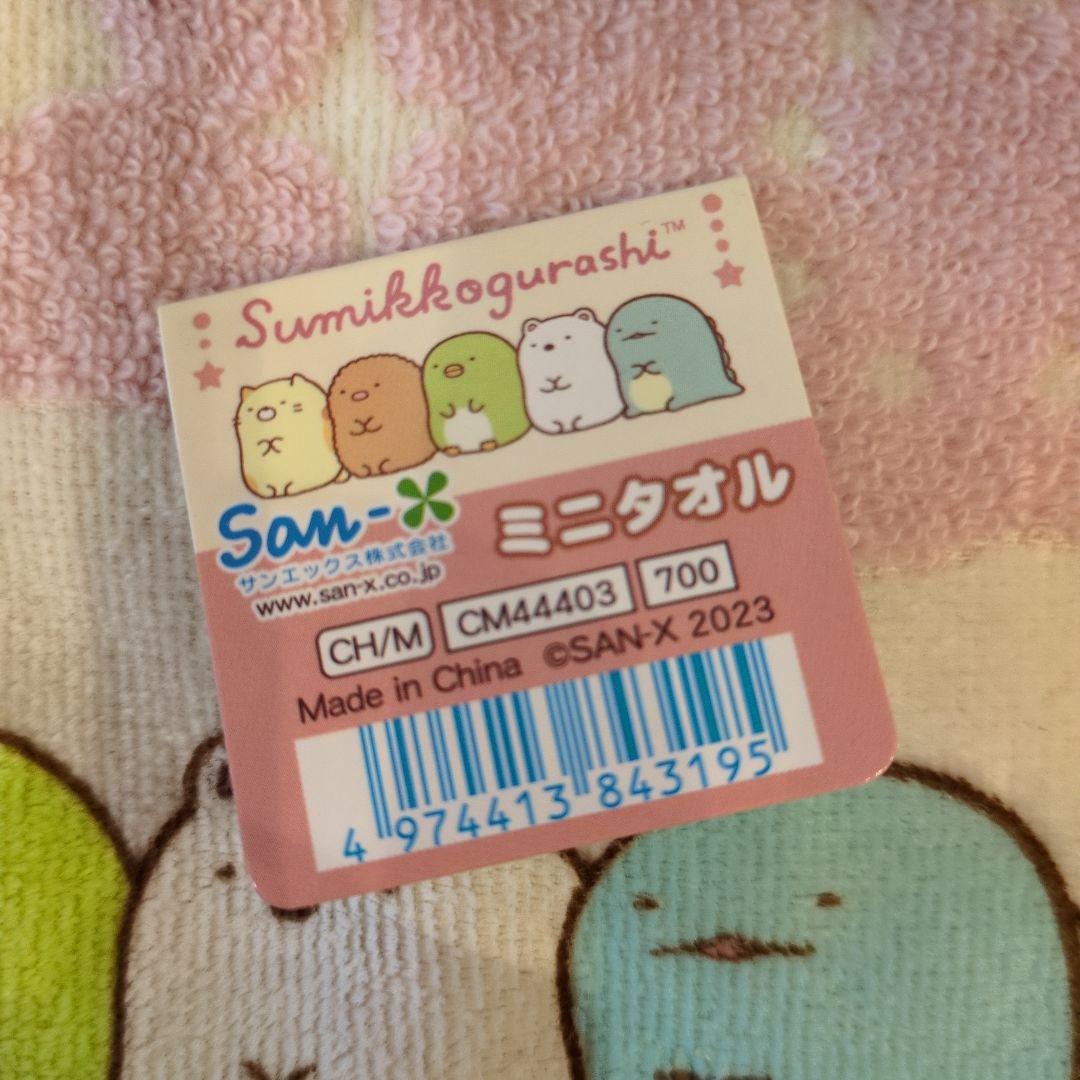 Sumikkogurashi™
San-X
サンエックス株式会社
www.san-x.co.jp
ミニタオル
CH/M CM44403 700
Made in China ©SAN-X 2023
4 974413 843195